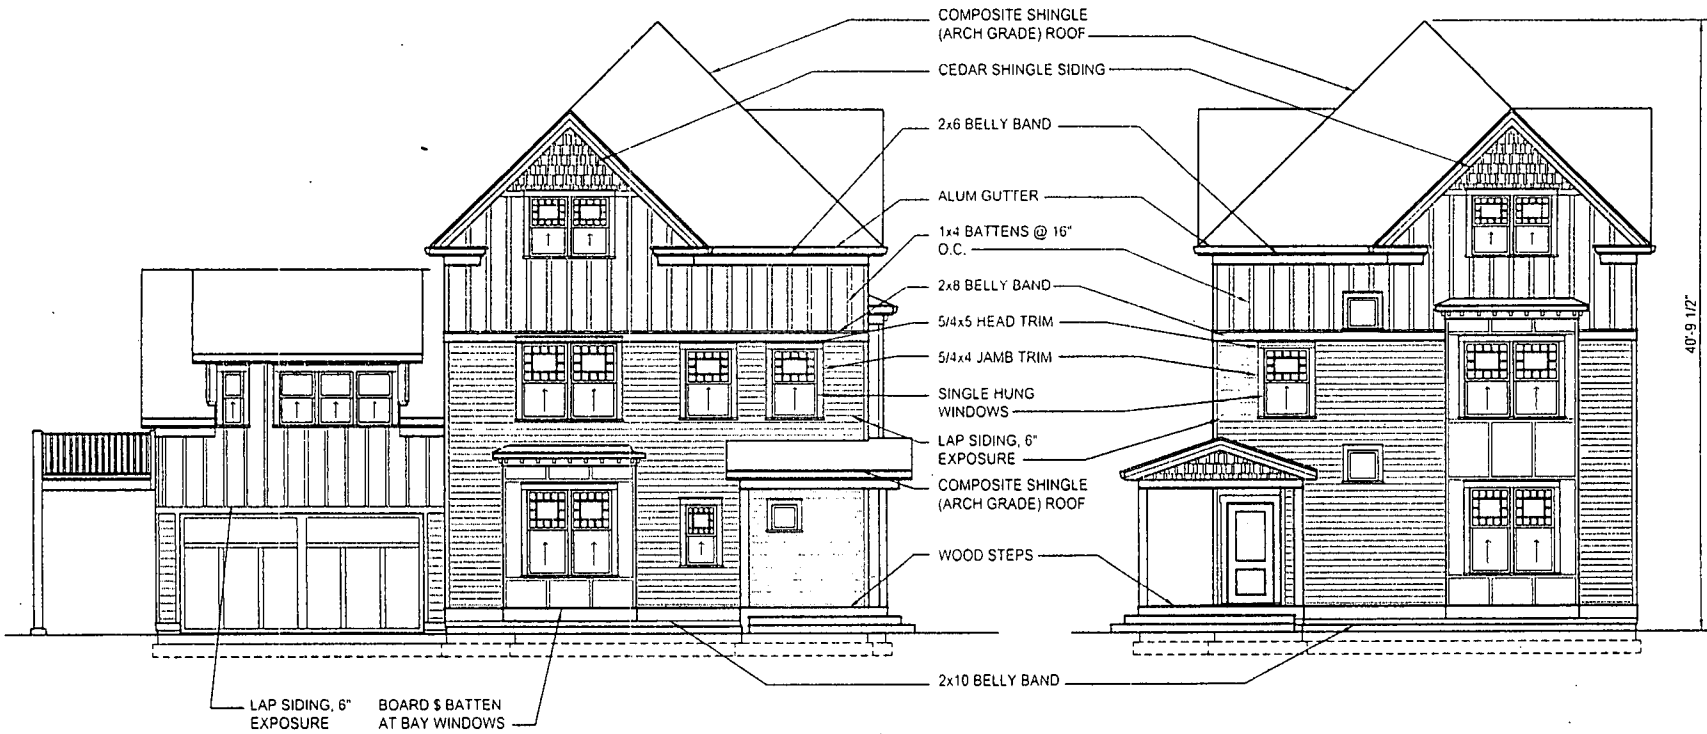 COMPOSITE SHINGLE
(ARCH GRADE) ROOF
CEDAR SHINGLE SIDING
2x6 BELLY BAND
ALUM GUTTER
1x4 BATTENS @ 16"
O.C.
2x8 BELLY BAND
5/4x5 HEAD TRIM
5/4x4 JAMB TRIM
SINGLE HUNG
WINDOWS
LAP SIDING, 6"
EXPOSURE
COMPOSITE SHINGLE
(ARCH GRADE) ROOF
WOOD STEPS
2x10 BELLY BAND
40'-9 1/2"
LAP SIDING, 6"
EXPOSURE
BOARD $ BATTEN
AT BAY WINDOWS